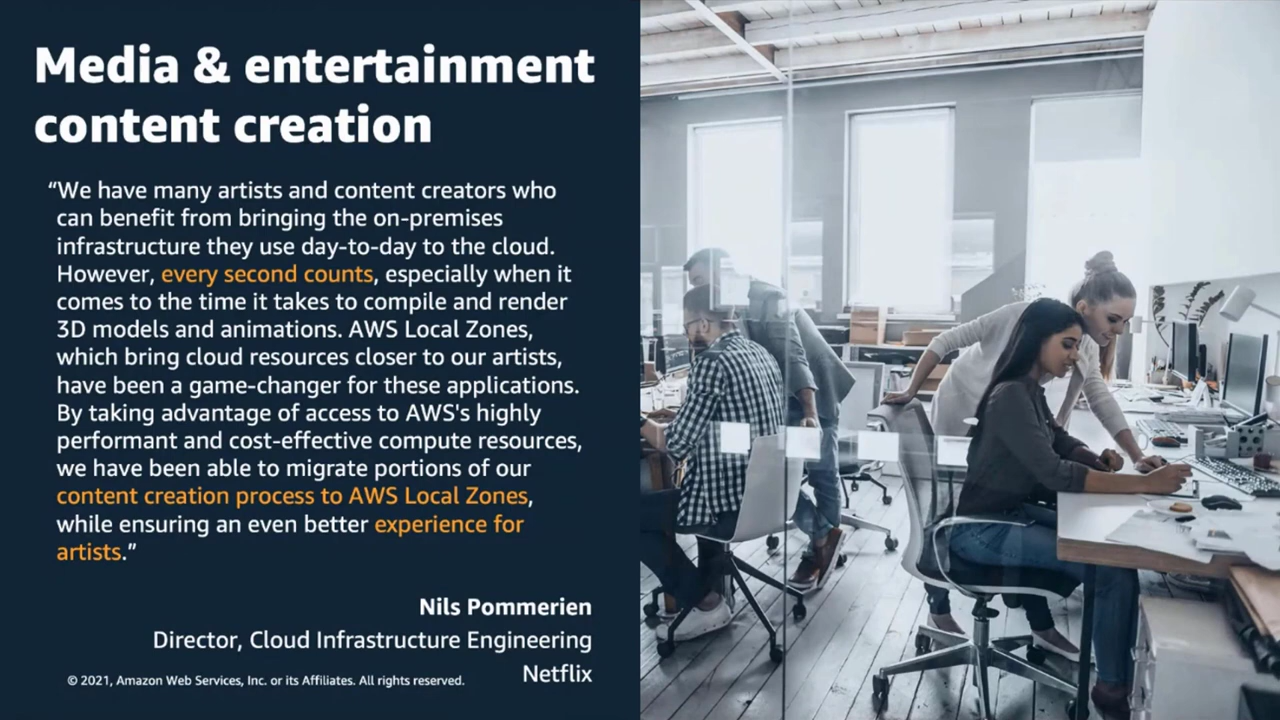 Media & entertainment
content creation
“We have many artists and content creators who
can benefit from bringing the on-premises
infrastructure they use day-to-day to the cloud.
However, every second counts, especially when it
comes to the time it takes to compile and render
3D models and animations. AWS Local Zones,
which bring cloud resources closer to our artists,
have been a game-changer for these applications.
By taking advantage of access to AWS's highly
performant and cost-effective compute resources,
we have been able to migrate portions of our
content creation process to AWS Local Zones,
while ensuring an even better experience for
artists.”
Nils Pommerien
Director, Cloud Infrastructure Engineering
Netflix
© 2021, Amazon Web Services, Inc. or its Affiliates. All rights reserved.